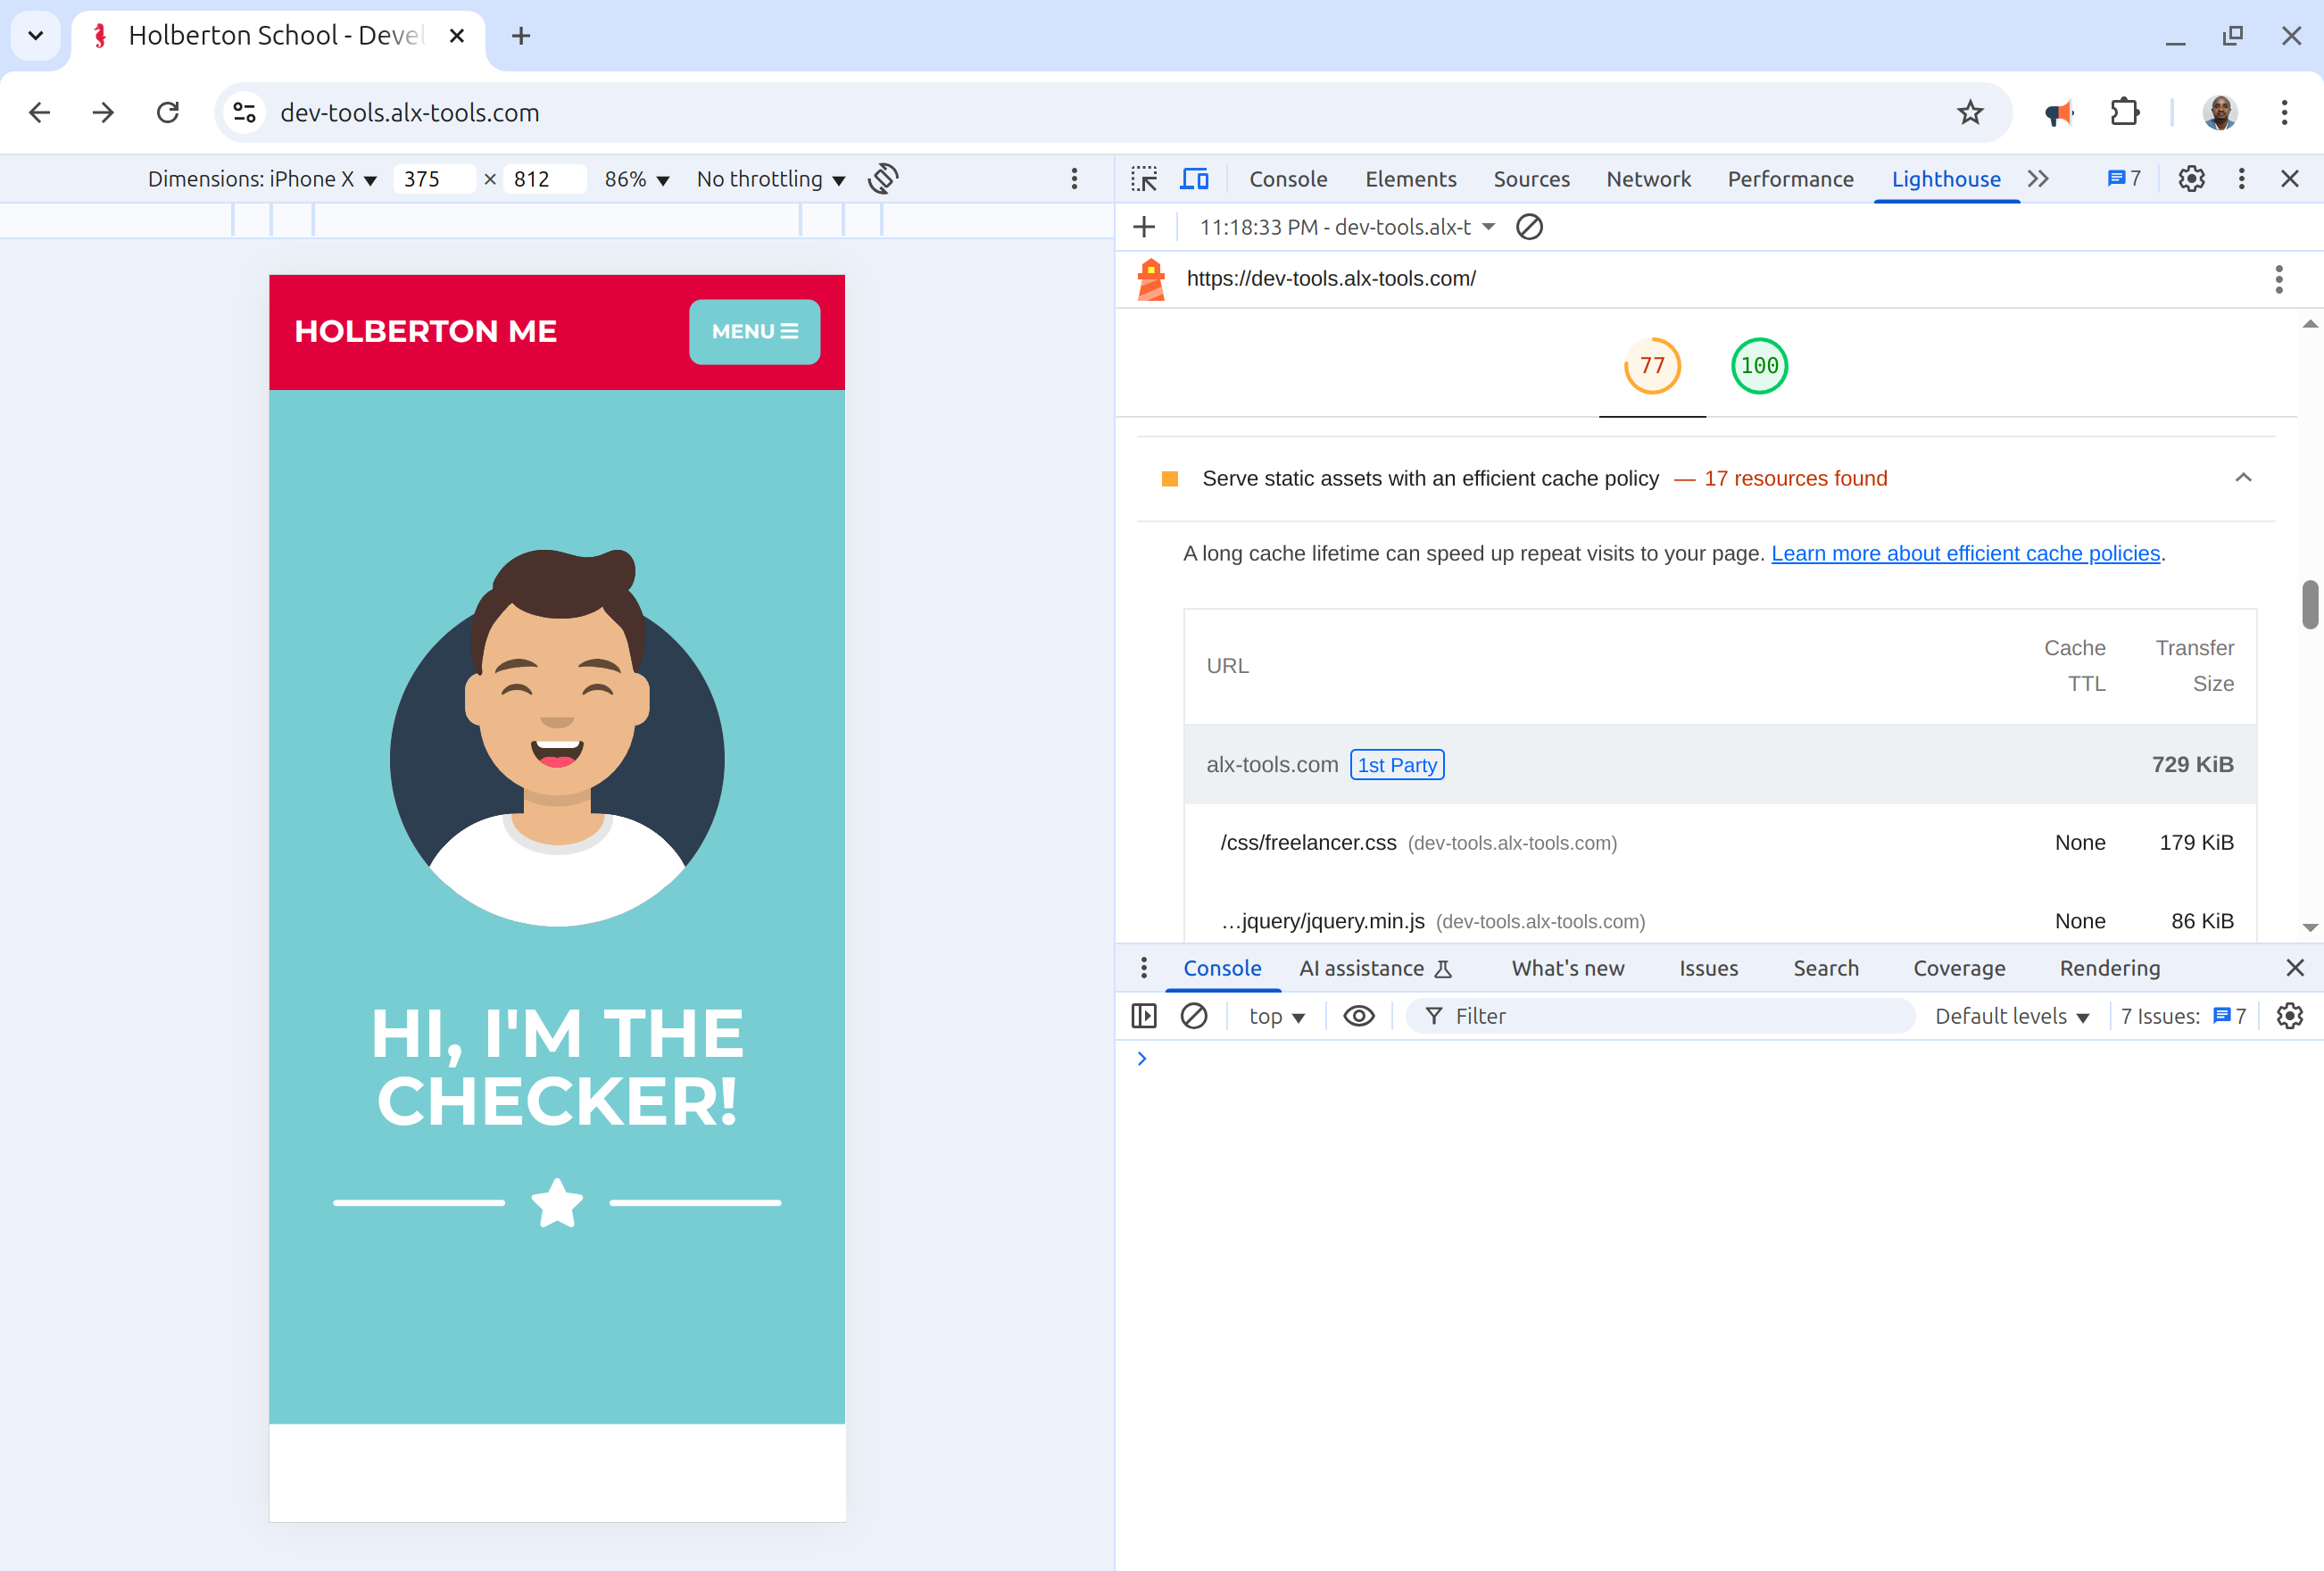 Holberton School - Devel
dev-tools.alx-tools.com
Dimensions: iPhone X 375 × 812 86% No throttling
Console Elements Sources Network Performance Lighthouse 7
11:18:33 PM - dev-tools.alx-t
https://dev-tools.alx-tools.com/
HOLBERTON ME
MENU
77 100
Serve static assets with an efficient cache policy — 17 resources found
A long cache lifetime can speed up repeat visits to your page. Learn more about efficient cache policies.
URL Cache TTL Transfer Size
alx-tools.com 1st Party 729 KiB
/css/freelancer.css (dev-tools.alx-tools.com) None 179 KiB
…jquery/jquery.min.js (dev-tools.alx-tools.com) None 86 KiB
HI, I'M THE
CHECKER!
Console AI assistance What's new Issues Search Coverage Rendering
top Filter Default levels 7 Issues: 7